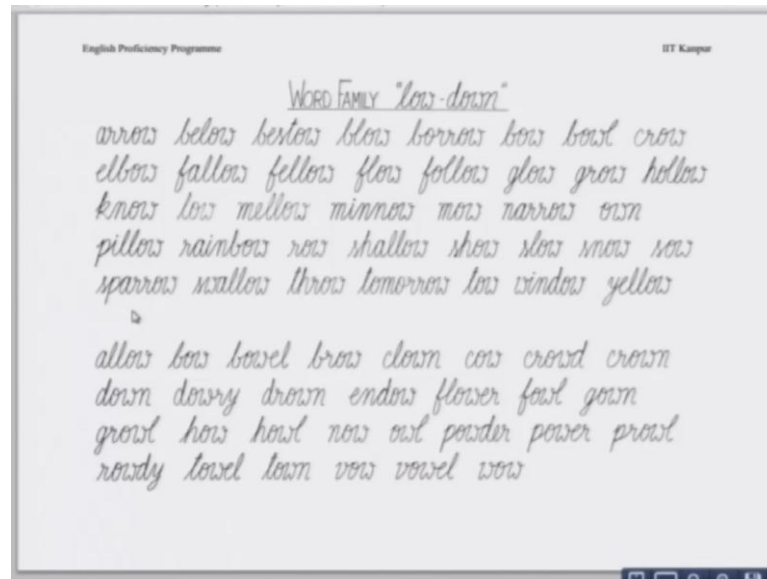 English Proficiency Programme IIT Kanpur
WORD FAMILY "low-down"
arrow below bestow blow borrow bow bowl crow
elbow fallow fellow flow follow glow grow hollow
know low mellow minnow mow narrow own
pillow rainbow row shallow show slow snow sow
sparrow swallow throw tomorrow tow window yellow
allow bow bowel brow clown cow crowd crown
down dowry drown endow flower fowl gown
growl how howl now owl powder power prowl
rowdy towel town vow vowel wow